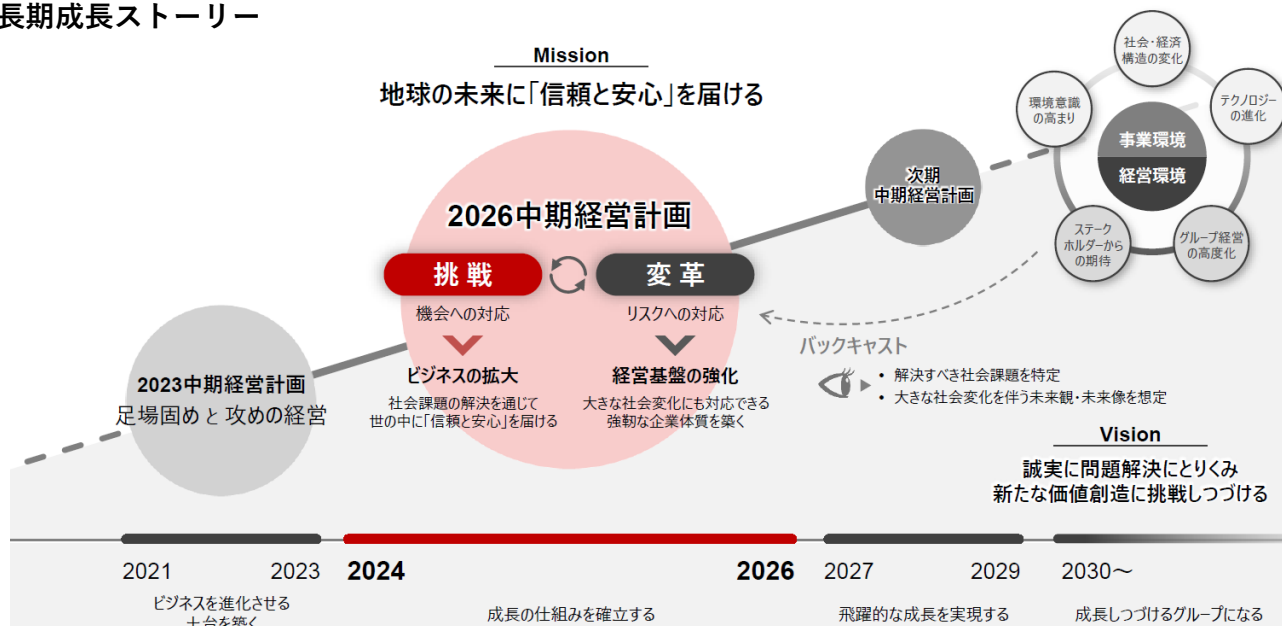 長期成長ストーリー
Mission
地球の未来に「信頼と安心」を届ける
社会・経済
構造の変化
環境意識
の高まり
テクノロジー
の進化
事業環境
経営環境
ステーク
ホルダーから
の期待
グループ経営
の高度化
次期
中期経営計画
2026中期経営計画
挑戦
変革
機会への対応
リスクへの対応
ビジネスの拡大
経営基盤の強化
社会課題の解決を通じて
世の中に「信頼と安心」を届ける
大きな社会変化にも対応できる
強靭な企業体質を築く
2023中期経営計画
足場固めと攻めの経営
バックキャスト
• 解決すべき社会課題を特定
• 大きな社会変化を伴う未来観・未来像を想定
Vision
誠実に問題解決にとりくみ
新たな価値創造に挑戦しつづける
2021 2023 2024 2026 2027 2029 2030～
ビジネスを進化させる
土台を築く
成長の仕組みを確立する
飛躍的な成長を実現する
成長しつづけるグループになる